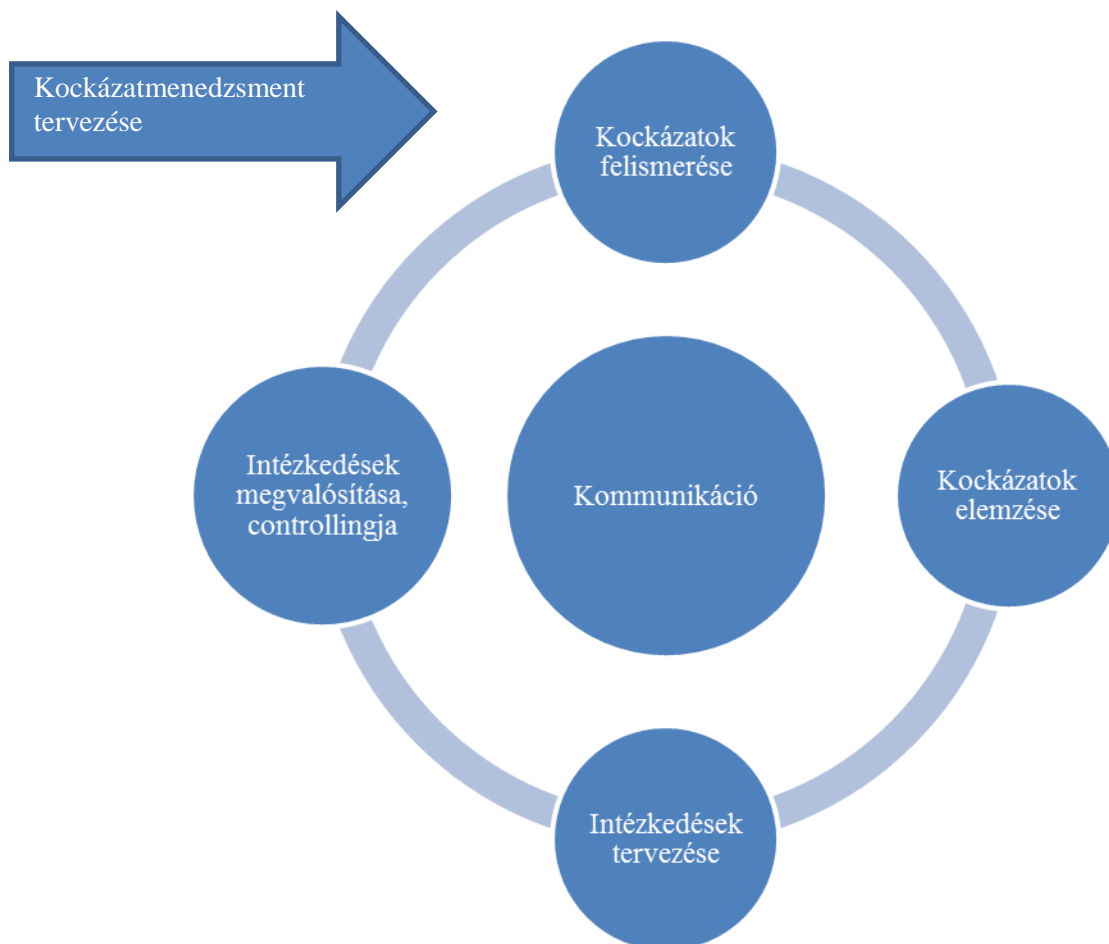 Kockázatmenedzsment
tervezése
Kockázatok
felismerése
Kockázatok
elemzése
Intézkedések
tervezése
Intézkedések
megvalósítása,
controllingja
Kommunikáció